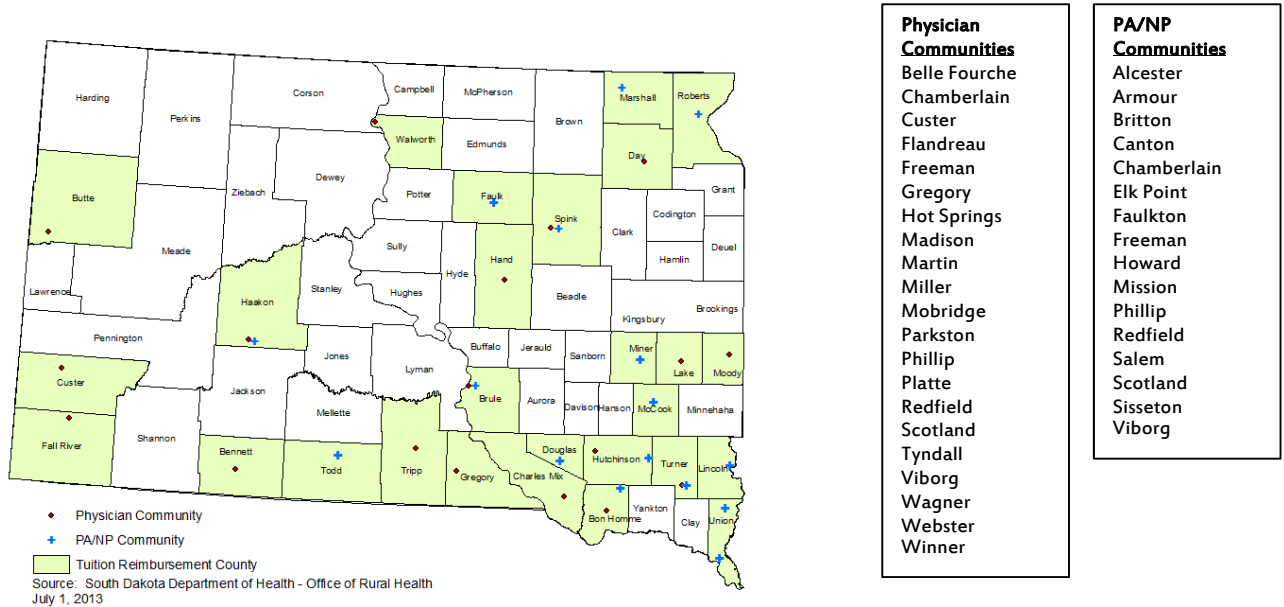 Harding
Perkins
Corson
Campbell
McPherson
Brown
Marshall
Roberts
Walworth
Edmunds
Day
Butte
Ziebach
Dewey
Potter
Faulk
Spink
Clark
Codington
Grant
Meade
Sully
Hyde
Hand
Hamlin
Deuel
Lawrence
Haakon
Stanley
Hughes
Beadle
Kingsbury
Brookings
Pennington
Jones
Lyman
Buffalo
Jerauld
Sanborn
Miner
Lake
Moody
Custer
Jackson
Mellette
Brule
Aurora
Davison
Hanson
McCook
Minnehaha
Fall River
Shannon
Bennett
Todd
Tripp
Gregory
Charles Mix
Douglas
Hutchinson
Turner
Lincoln
Bon Homme
Yankton
Clay
Union
Physician Community
PA/NP Community
Tuition Reimbursement County
Source: South Dakota Department of Health - Office of Rural Health
July 1, 2013
Physician
Communities
Belle Fourche
Chamberlain
Custer
Flandreau
Freeman
Gregory
Hot Springs
Madison
Martin
Miller
Mobridge
Parkston
Phillip
Platte
Redfield
Scotland
Tyndall
Viborg
Wagner
Webster
Winner
PA/NP
Communities
Alcester
Armour
Britton
Canton
Chamberlain
Elk Point
Faulkton
Freeman
Howard
Mission
Phillip
Redfield
Salem
Scotland
Sisseton
Viborg